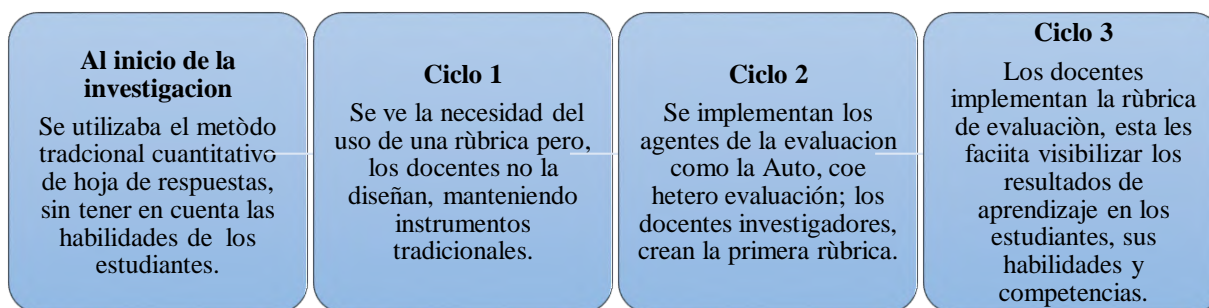 Al inicio de la
investigacion
Se utilizaba el metòdo
tradcional cuantitativo
de hoja de respuestas,
sin tener en cuenta las
habilidades de los
estudiantes.
Ciclo 1
Se ve la necesidad del
uso de una rùbrica pero,
los docentes no la
diseñan, manteniendo
instrumentos
tradicionales.
Ciclo 2
Se implementan los
agentes de la evaluacion
como la Auto, coe
hetero evaluación; los
docentes investigadores,
crean la primera rùbrica.
Ciclo 3
Los docentes
implementan la rùbrica
de evaluaciòn, esta les
faciita visibilizar los
resultados de
aprendizaje en los
estudiantes, sus
habilidades y
competencias.